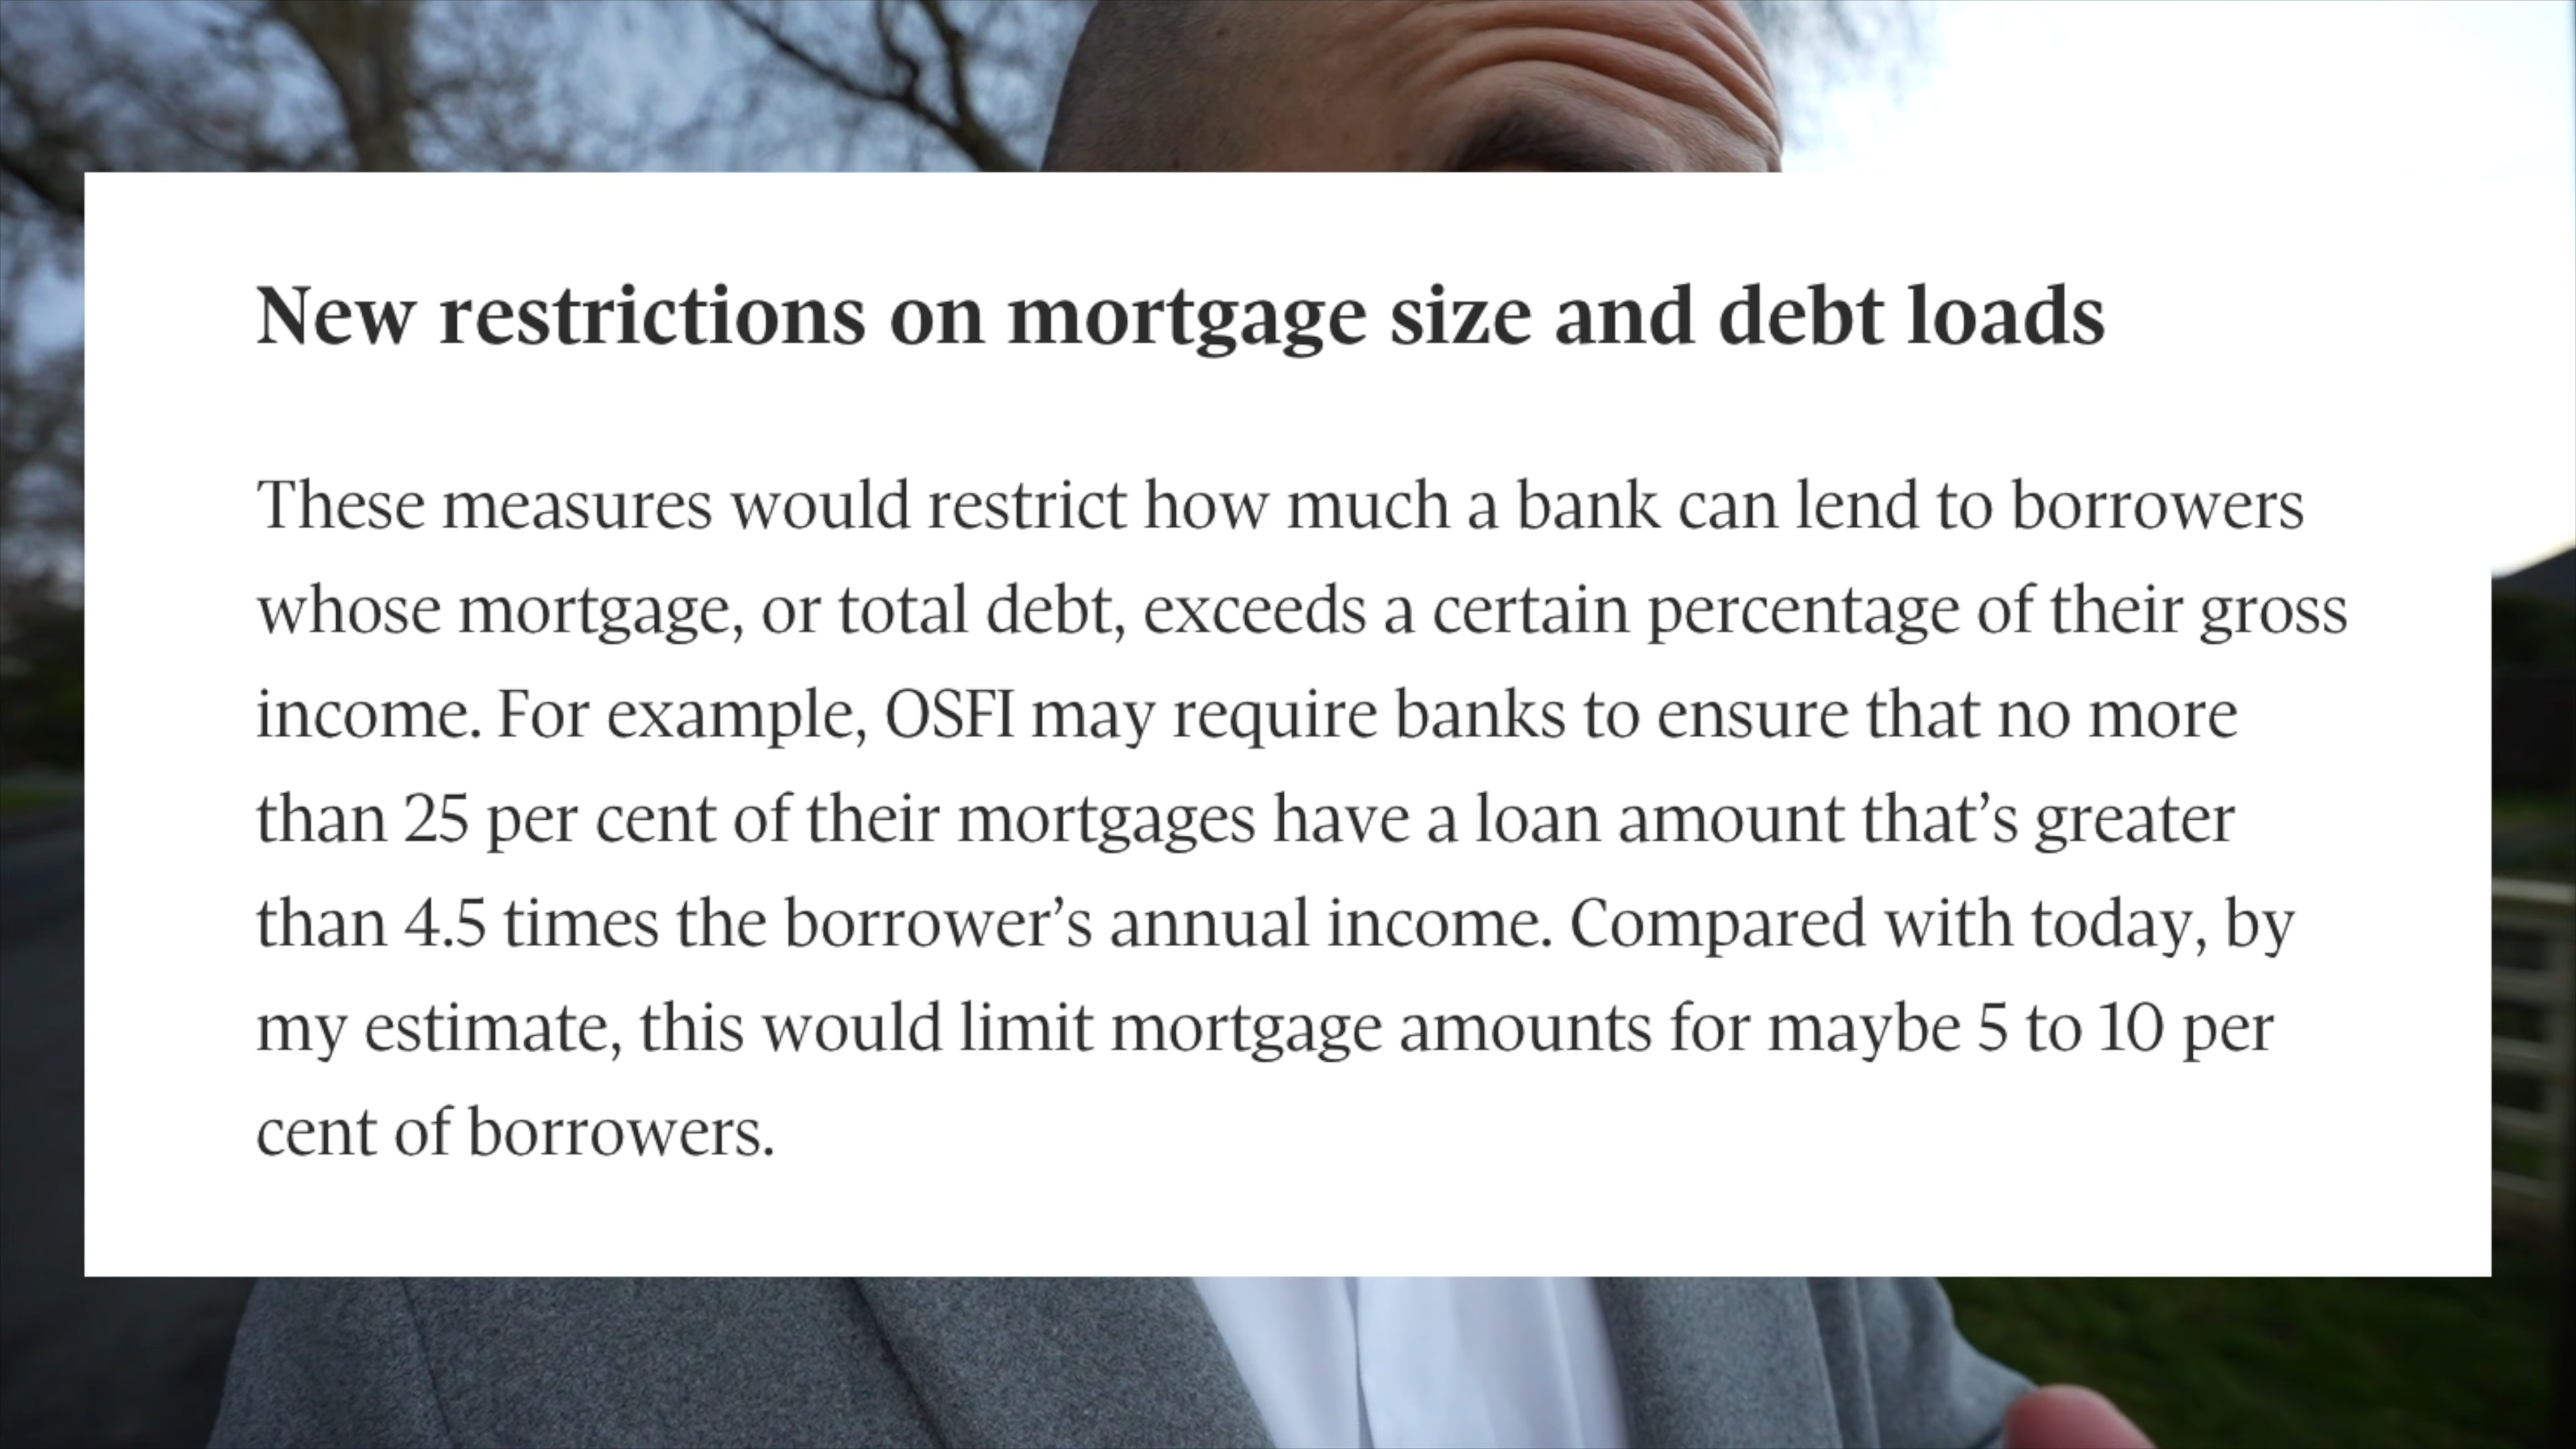 New restrictions on mortgage size and debt loads
These measures would restrict how much a bank can lend to borrowers
whose mortgage, or total debt, exceeds a certain percentage of their gross
income. For example, OSFI may require banks to ensure that no more
than 25 per cent of their mortgages have a loan amount that’s greater
than 4.5 times the borrower’s annual income. Compared with today, by
my estimate, this would limit mortgage amounts for maybe 5 to 10 per
cent of borrowers.